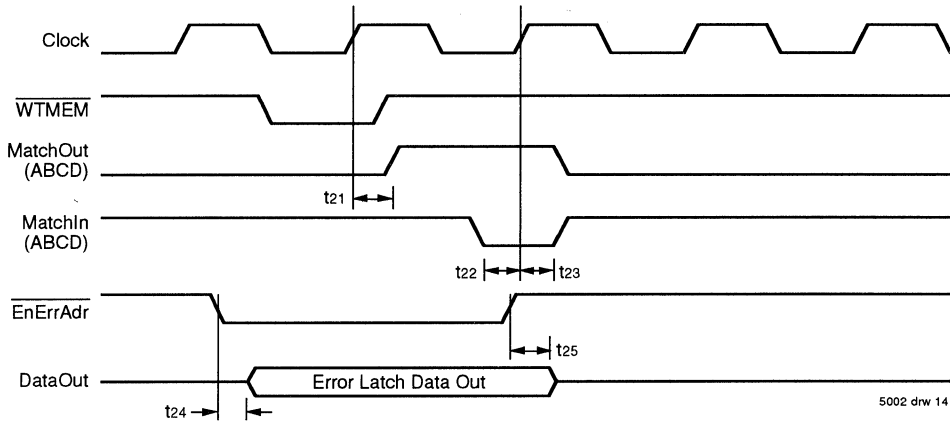 Clock
WTMEM
MatchOut
(ABCD)
t21
MatchIn
(ABCD)
t22
t23
EnErrAdr
t25
DataOut
Error Latch Data Out
t24
5002 drw 14